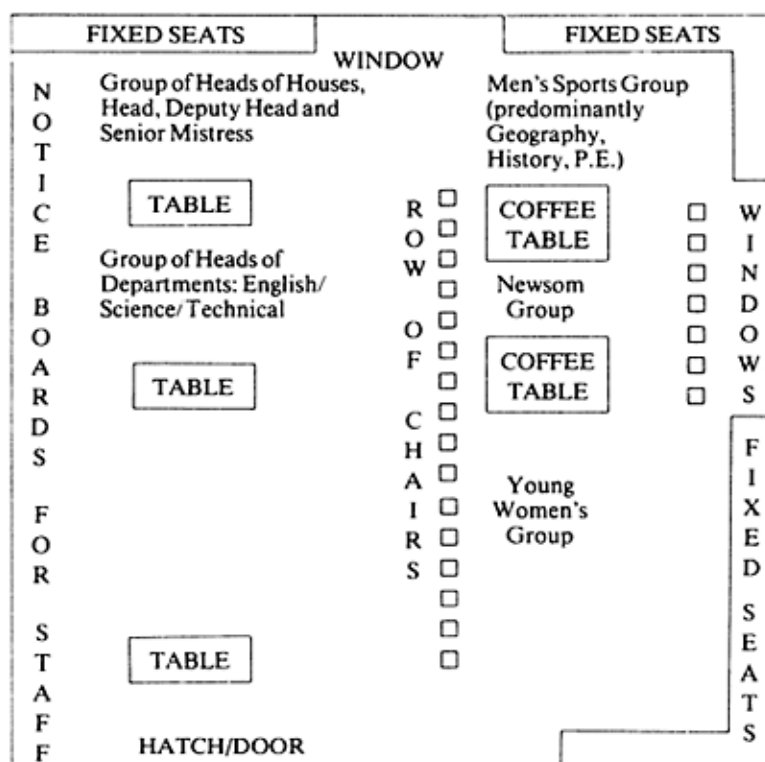 FIXED SEATS
FIXED SEATS
WINDOW
NOTICE BOARDS FOR STAFF
Group of Heads of Houses,
Head, Deputy Head and
Senior Mistress
Men's Sports Group
(predominantly
Geography,
History, P.E.)
TABLE
ROW OF CHAIRS
COFFEE
TABLE
WINDOWS
Group of Heads of
Departments: English/
Science/Technical
Newsom
Group
TABLE
COFFEE
TABLE
FIXED SEATS
Young
Women's
Group
TABLE
HATCH/DOOR